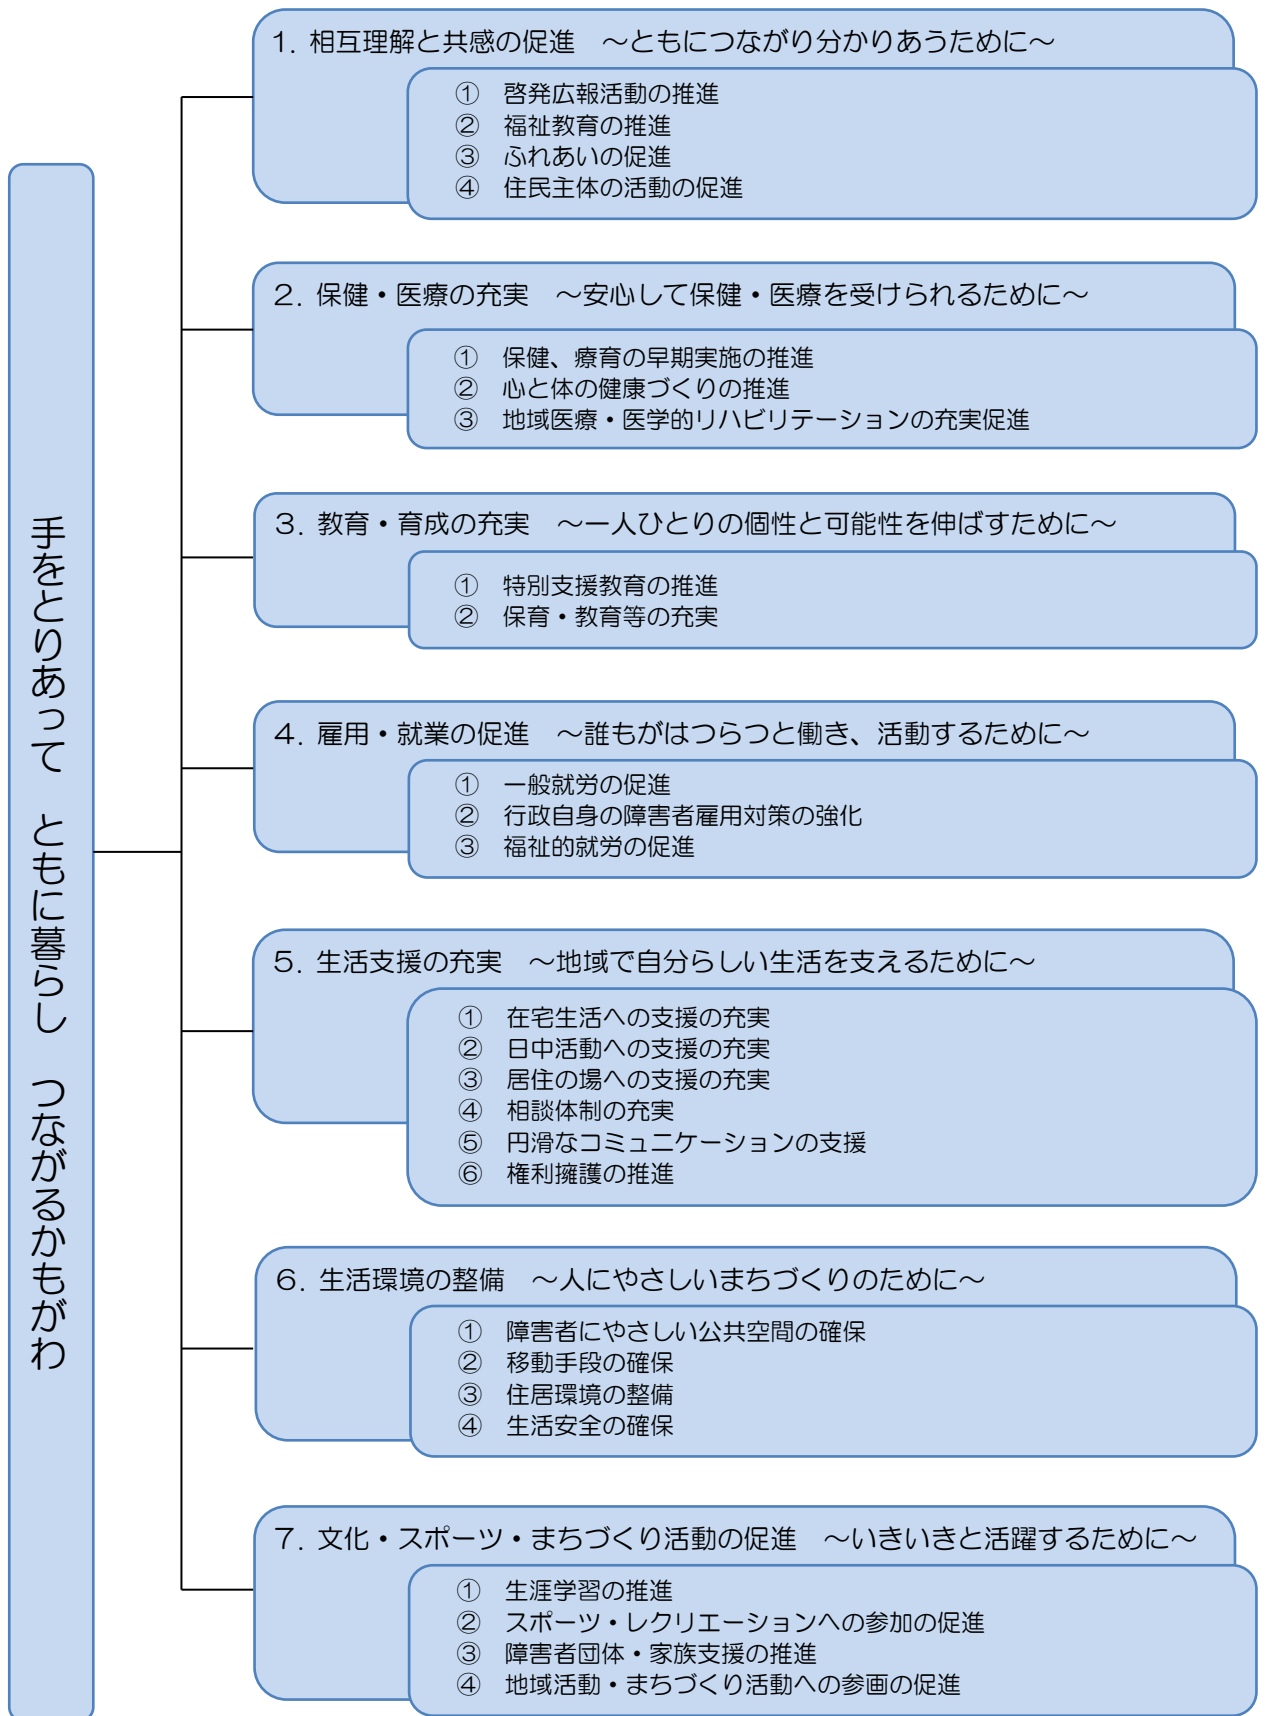 手をとりあって　ともに暮らし　つながるかもがわ
１．相互理解と共感の促進　～ともにつながり分かりあうために～
①　啓発広報活動の推進
②　福祉教育の推進
③　ふれあいの促進
④　住民主体の活動の促進
２．保健・医療の充実　～安心して保健・医療を受けられるために～
①　保健、療育の早期実施の推進
②　心と体の健康づくりの推進
③　地域医療・医学的リハビリテーションの充実促進
３．教育・育成の充実　～一人ひとりの個性と可能性を伸ばすために～
①　特別支援教育の推進
②　保育・教育等の充実
４．雇用・就業の促進　～誰もがはつらつと働き、活動するために～
①　一般就労の促進
②　行政自身の障害者雇用対策の強化
③　福祉的就労の促進
５．生活支援の充実　～地域で自分らしい生活を支えるために～
①　在宅生活への支援の充実
②　日中活動への支援の充実
③　居住の場への支援の充実
④　相談体制の充実
⑤　円滑なコミュニケーションの支援
⑥　権利擁護の推進
６．生活環境の整備　～人にやさしいまちづくりのために～
①　障害者にやさしい公共空間の確保
②　移動手段の確保
③　住居環境の整備
④　生活安全の確保
７．文化・スポーツ・まちづくり活動の促進　～いきいきと活躍するために～
①　生涯学習の推進
②　スポーツ・レクリエーションへの参加の促進
③　障害者団体・家族支援の推進
④　地域活動・まちづくり活動への参画の促進